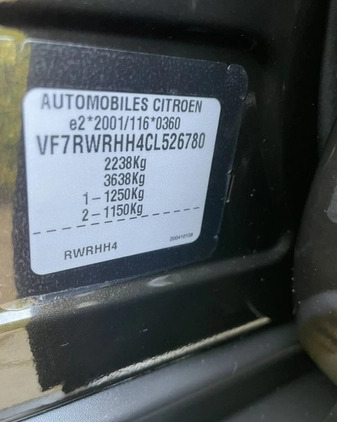 AUTOMOBILES CITROEN
e2*2001/116*0360
VF7RWRHH4CL526780
2238Kg
3638Kg
1-1250Kg
2-1150Kg
RWRHH4